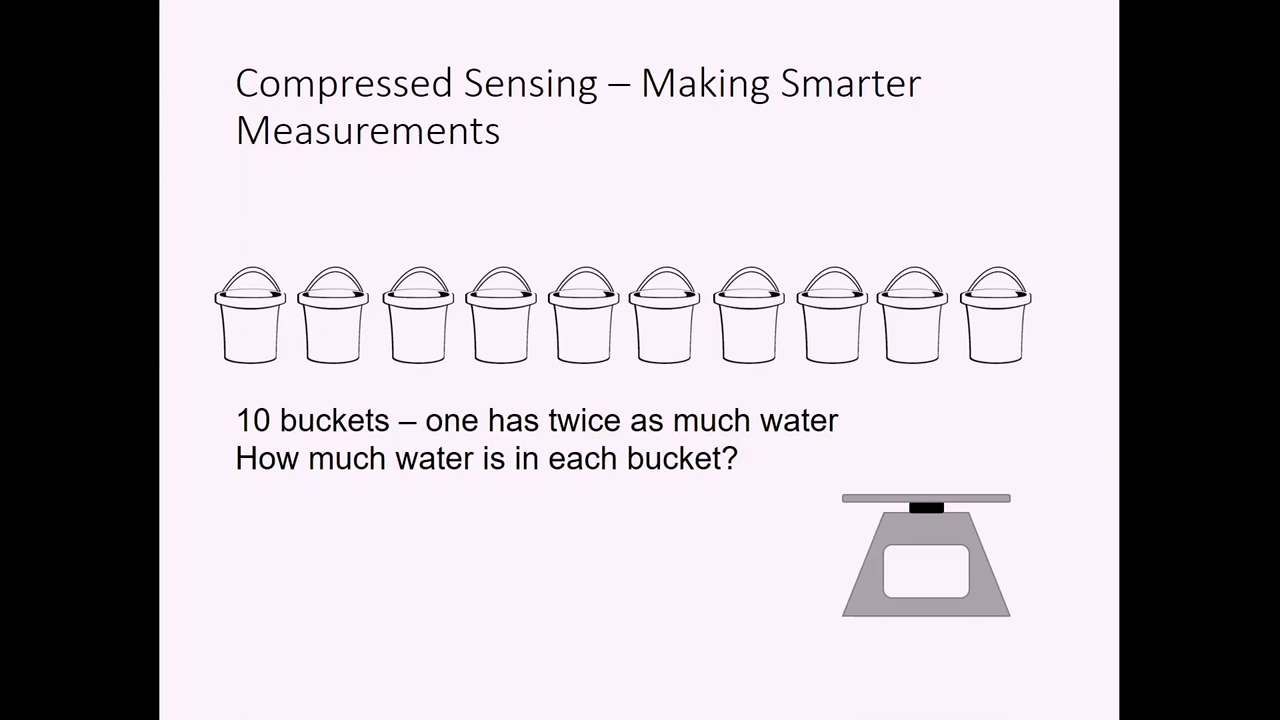 Compressed Sensing – Making Smarter
Measurements
10 buckets – one has twice as much water
How much water is in each bucket?